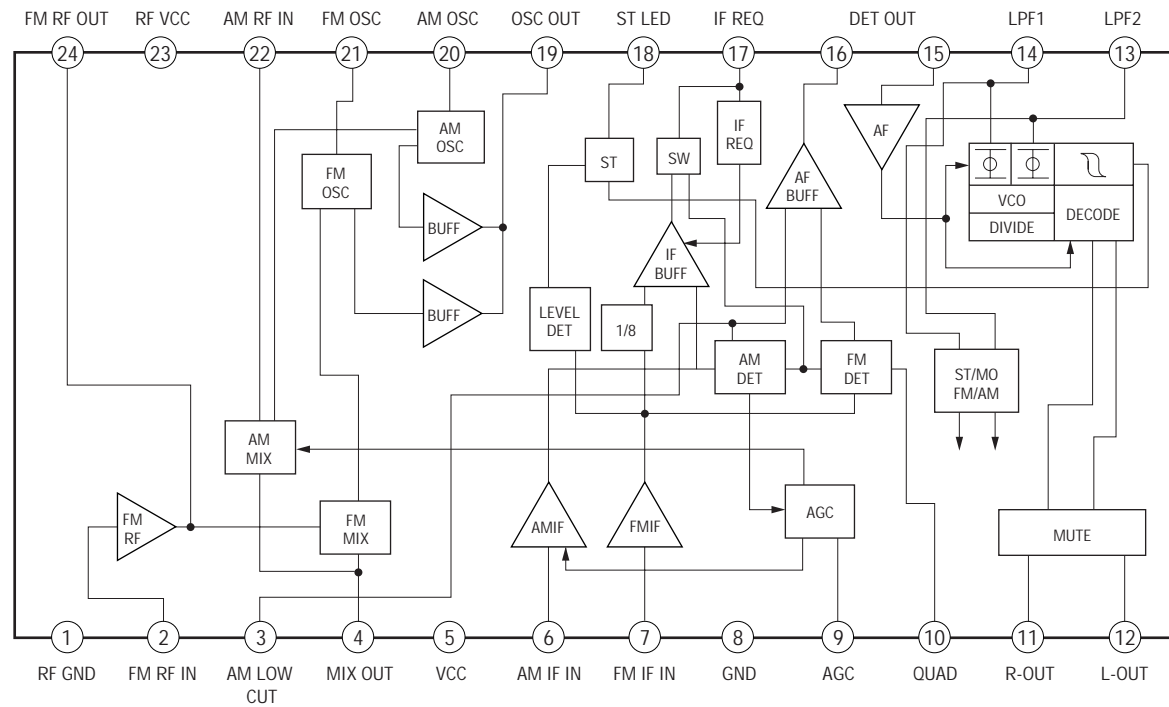 FM RF OUT RF VCC AM RF IN FM OSC AM OSC OSC OUT ST LED IF REQ DET OUT LPF1 LPF2
24 23 22 21 20 19 18 17 16 15 14 13
AM
OSC
FM
OSC
BUFF
BUFF
ST
SW
IF
REQ
AF
BUFF
AF
VCO
DIVIDE
DECODE
IF
BUFF
LEVEL
DET
1/8
AM
DET
FM
DET
ST/MO
FM/AM
AM
MIX
FM
RF
FM
MIX
AMIF
FMIF
AGC
MUTE
1 2 3 4 5 6 7 8 9 10 11 12
RF GND FM RF IN AM LOW
CUT MIX OUT VCC AM IF IN FM IF IN GND AGC QUAD R-OUT L-OUT